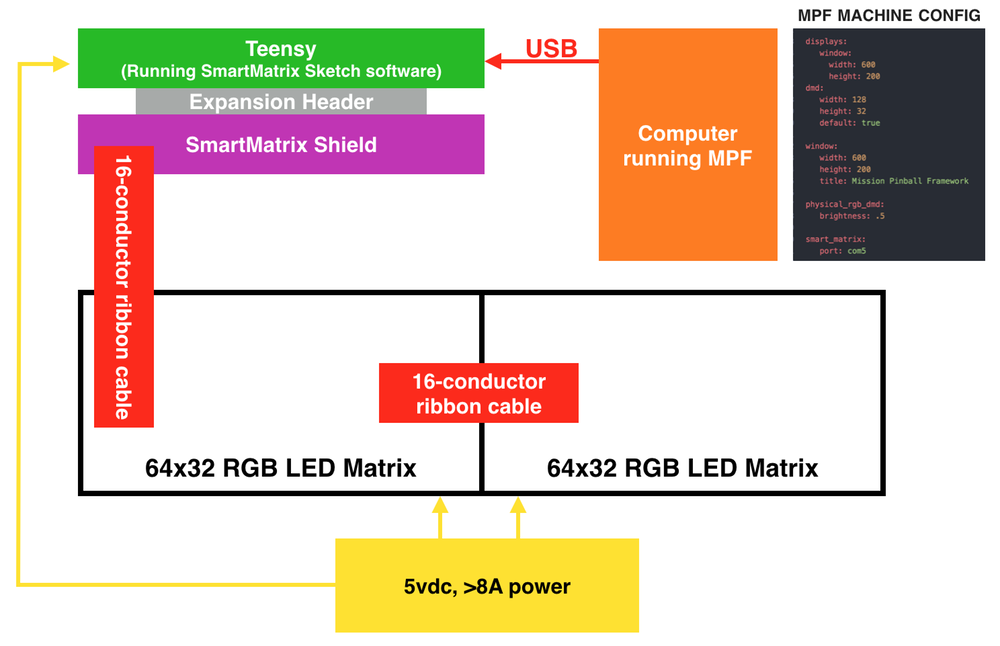 MPF MACHINE CONFIG
Teensy
(Running SmartMatrix Sketch software)
USB
Expansion Header
SmartMatrix Shield
Computer
running MPF
displays:
window:
width: 600
height: 200
dmd:
width: 128
height: 32
default: true
window:
width: 600
height: 200
title: Mission Pinball Framework
physical_rgb_dmd:
brightness: .5
smart_matrix:
port: com5
16-conductor ribbon cable
16-conductor
ribbon cable
64x32 RGB LED Matrix
64x32 RGB LED Matrix
5vdc, >8A power